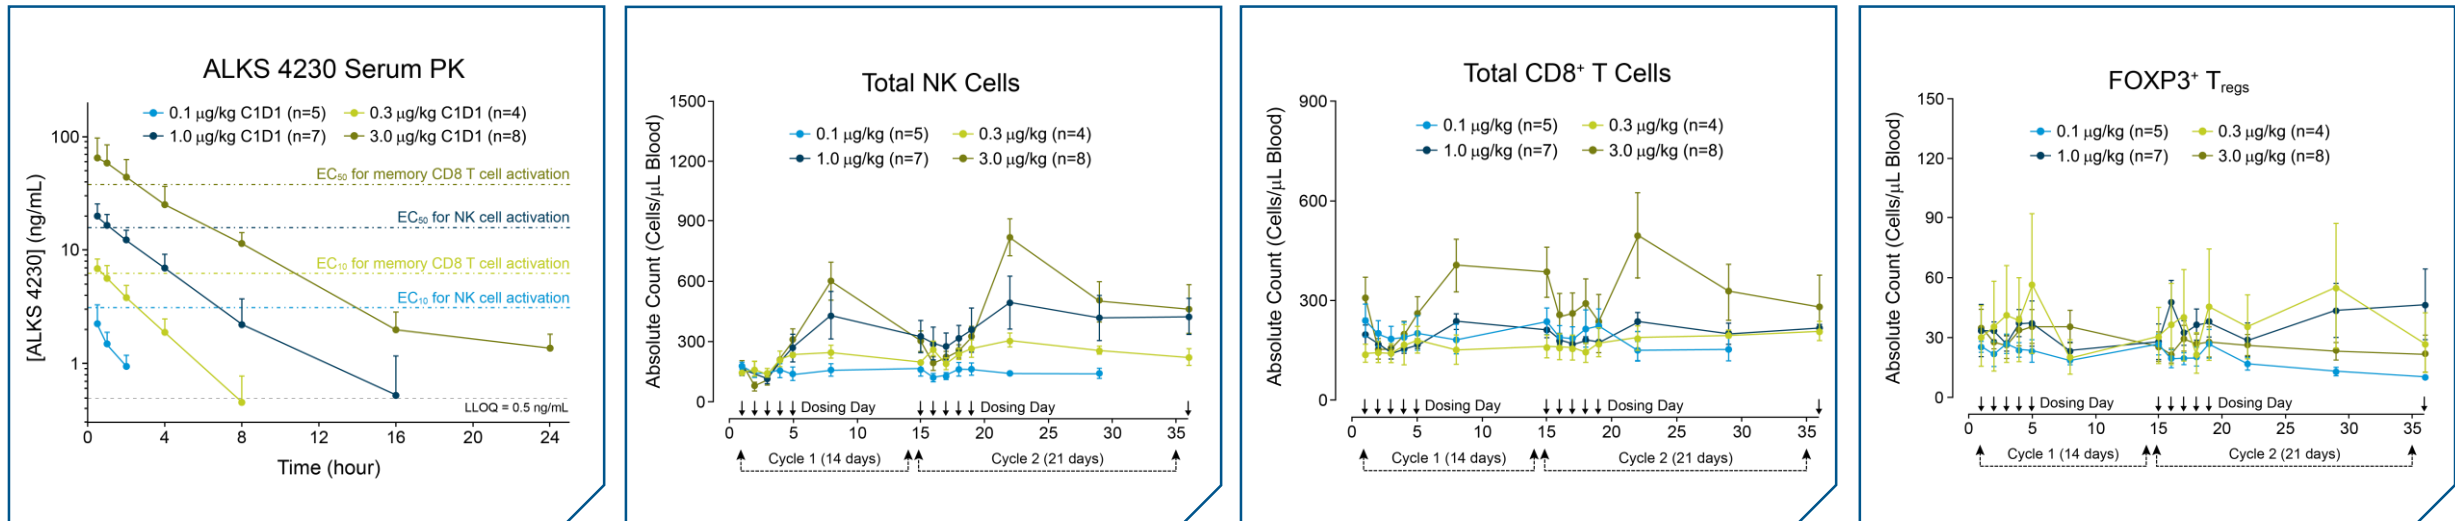 ALKS 4230 Serum PK
0.1 µg/kg C1D1 (n=5) 0.3 µg/kg C1D1 (n=4)
1.0 µg/kg C1D1 (n=7) 3.0 µg/kg C1D1 (n=8)
[ALKS 4230] (ng/mL)
100
10
1
EC50 for memory CD8 T cell activation
EC50 for NK cell activation
EC10 for memory CD8 T cell activation
EC10 for NK cell activation
LLOQ = 0.5 ng/mL
0 4 8 12 16 20 24
Time (hour)
Total NK Cells
0.1 µg/kg (n=5) 0.3 µg/kg (n=4)
1.0 µg/kg (n=7) 3.0 µg/kg (n=8)
Absolute Count (Cells/µL Blood)
1500
1200
900
600
300
0
Dosing Day Dosing Day
0 5 10 15 20 25 30 35
Cycle 1 (14 days) Cycle 2 (21 days)
Total CD8+ T Cells
0.1 µg/kg (n=5) 0.3 µg/kg (n=4)
1.0 µg/kg (n=7) 3.0 µg/kg (n=8)
Absolute Count (Cells/µL Blood)
900
600
300
0
Dosing Day Dosing Day
0 5 10 15 20 25 30 35
Cycle 1 (14 days) Cycle 2 (21 days)
FOXP3+ Tregs
0.1 µg/kg (n=5) 0.3 µg/kg (n=4)
1.0 µg/kg (n=7) 3.0 µg/kg (n=8)
Absolute Count (Cells/µL Blood)
150
120
90
60
30
0
Dosing Day Dosing Day
0 5 10 15 20 25 30 35
Cycle 1 (14 days) Cycle 2 (21 days)